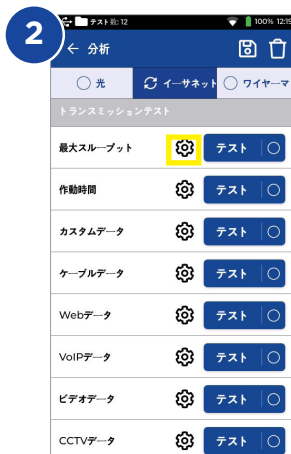 2
テスト数: 12 100% 12:19
分析
光 イーサネット ワイヤーマ
トランスミッションテスト
最大スループット テスト
作動時間 テスト
カスタムデータ テスト
ケーブルデータ テスト
Webデータ テスト
VoIPデータ テスト
ビデオデータ テスト
CCTVデータ テスト